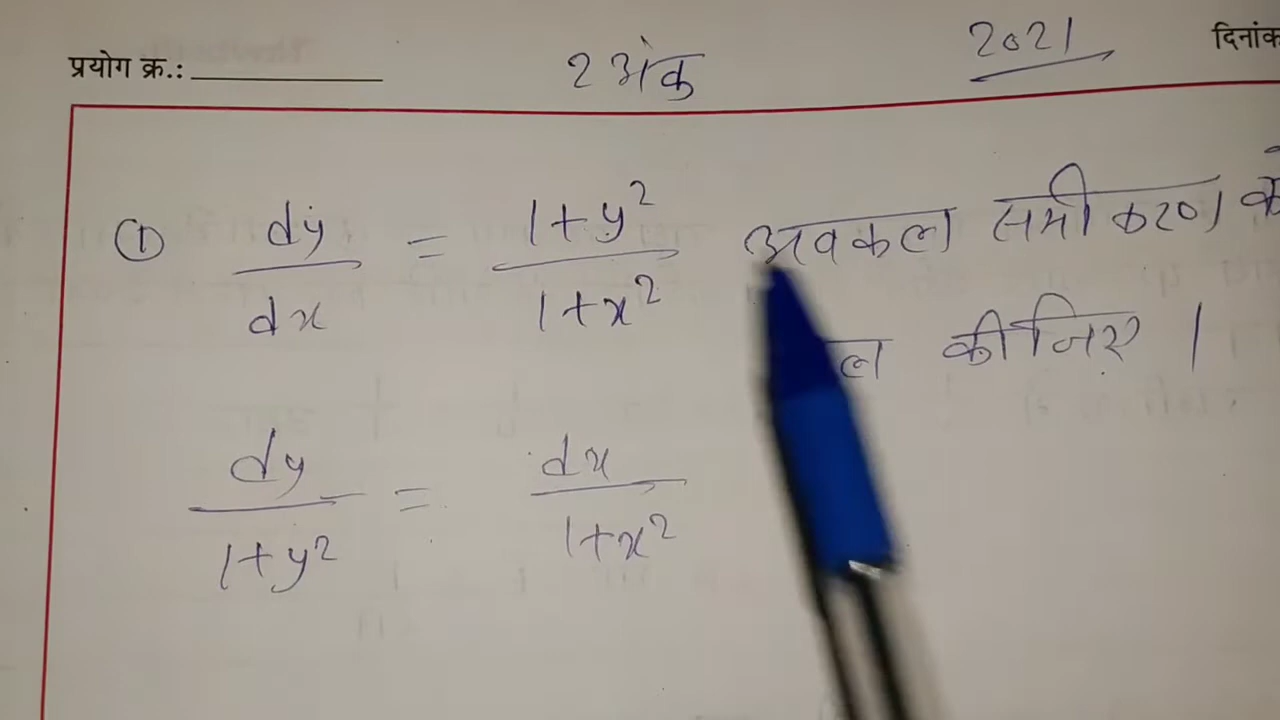 प्रयोग क्र.: 2 अंक 2021 दिनांक
① dy/dx = (1+y²)/(1+x²) अवकल समीकरण
कीजिए ।
dy/(1+y²) = dx/(1+x²)